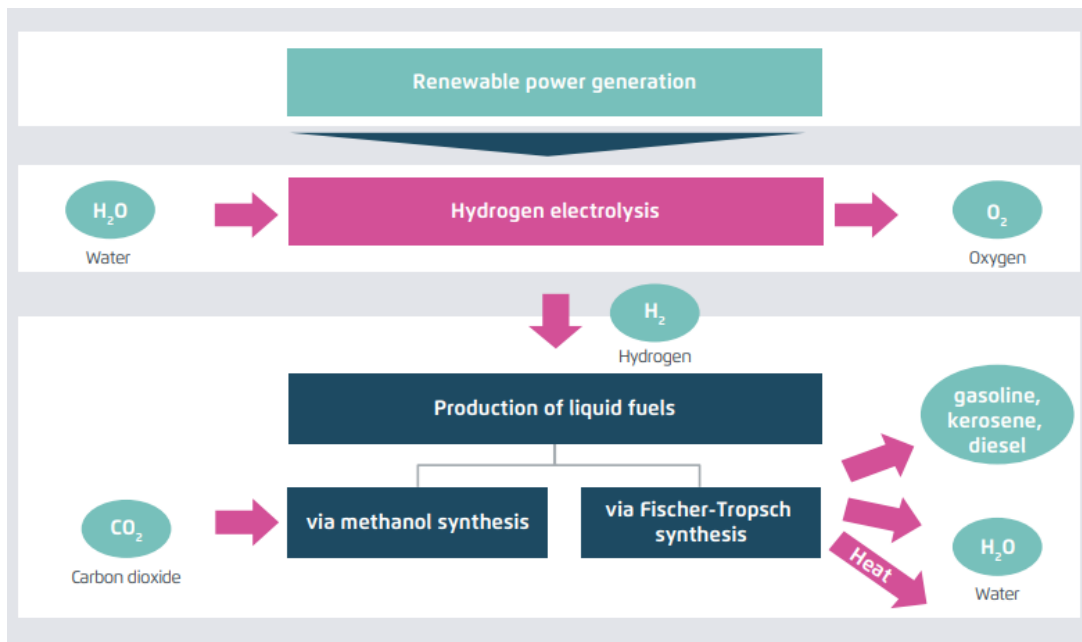 Renewable power generation
H₂O
Water
Hydrogen electrolysis
O₂
Oxygen
H₂
Hydrogen
Production of liquid fuels
gasoline,
kerosene,
diesel
CO₂
Carbon dioxide
via methanol synthesis
via Fischer-Tropsch
synthesis
Heat
H₂O
Water